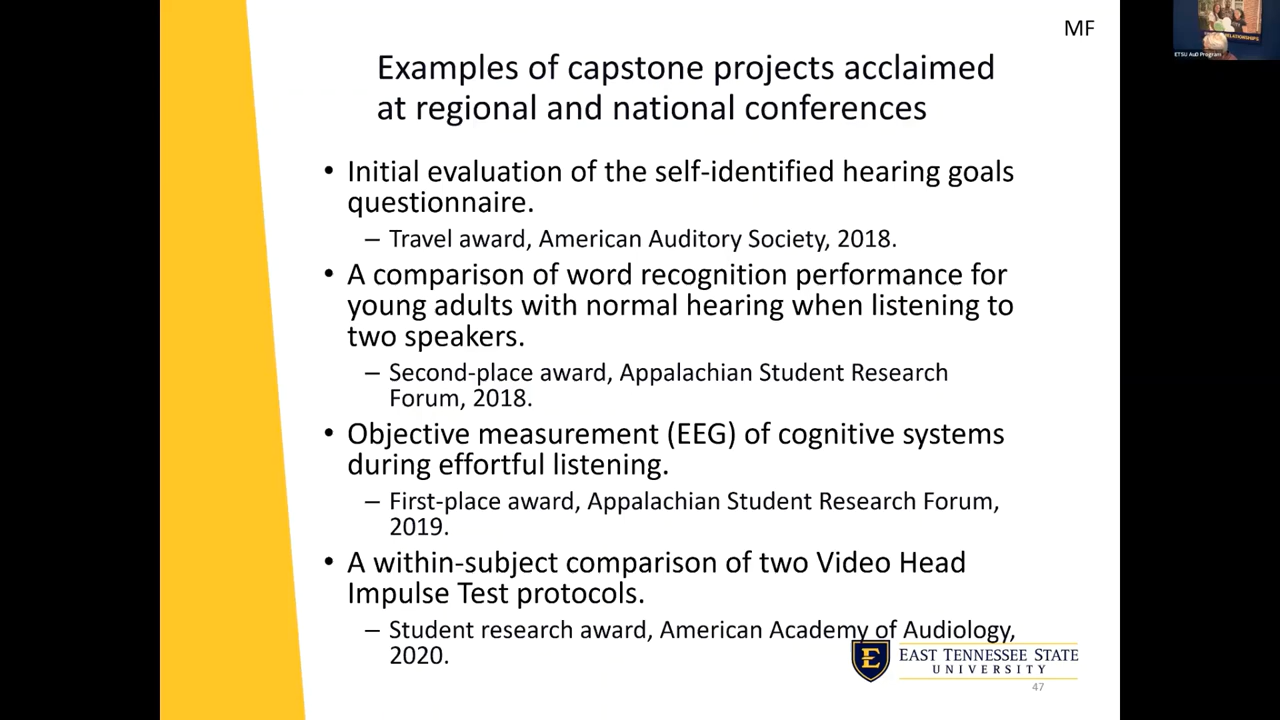 MF
ETSU AuD Program
Examples of capstone projects acclaimed
at regional and national conferences
• Initial evaluation of the self-identified hearing goals
questionnaire.
– Travel award, American Auditory Society, 2018.
• A comparison of word recognition performance for
young adults with normal hearing when listening to
two speakers.
– Second-place award, Appalachian Student Research
Forum, 2018.
• Objective measurement (EEG) of cognitive systems
during effortful listening.
– First-place award, Appalachian Student Research Forum,
2019.
• A within-subject comparison of two Video Head
Impulse Test protocols.
– Student research award, American Academy of Audiology,
2020.
E
EAST TENNESSEE STATE
UNIVERSITY
47